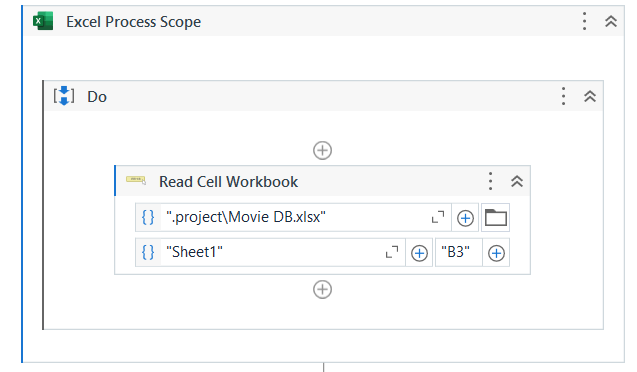 Excel Process Scope
Do
Read Cell Workbook
".project\Movie DB.xlsx"
"Sheet1" "B3"